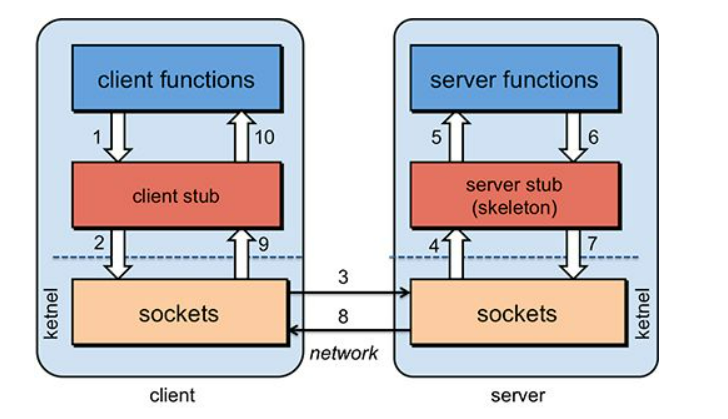 client functions
server functions
1
10
5
6
client stub
server stub
(skeleton)
2
9
4
7
3
ketnel
sockets
8
sockets
ketnel
network
client
server